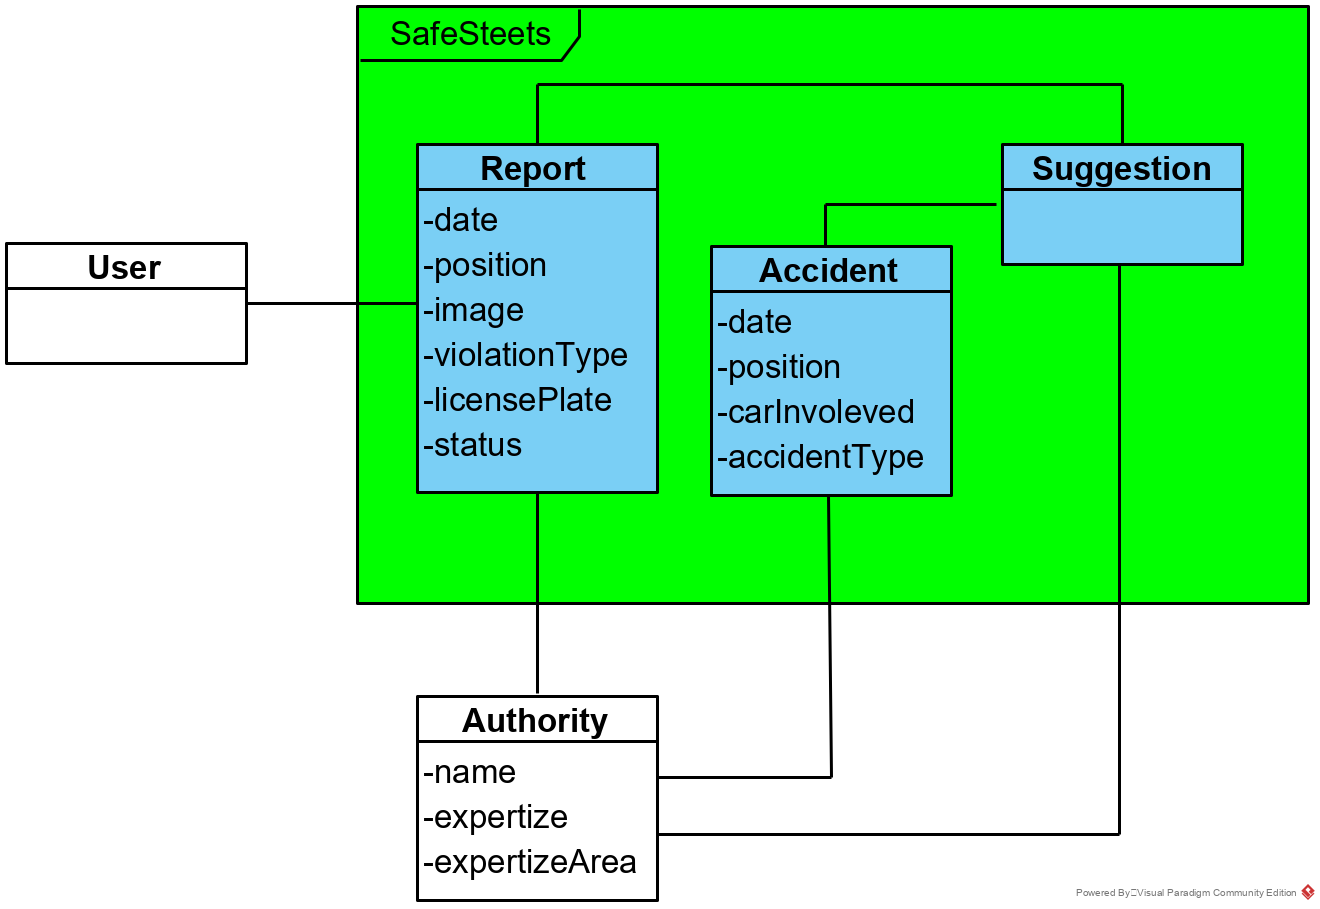 SafeSteets
Report
-date
-position
-image
-violationType
-licensePlate
-status
Suggestion
User
Accident
-date
-position
-carInvoleved
-accidentType
Authority
-name
-expertize
-expertizeArea
Powered By Visual Paradigm Community Edition